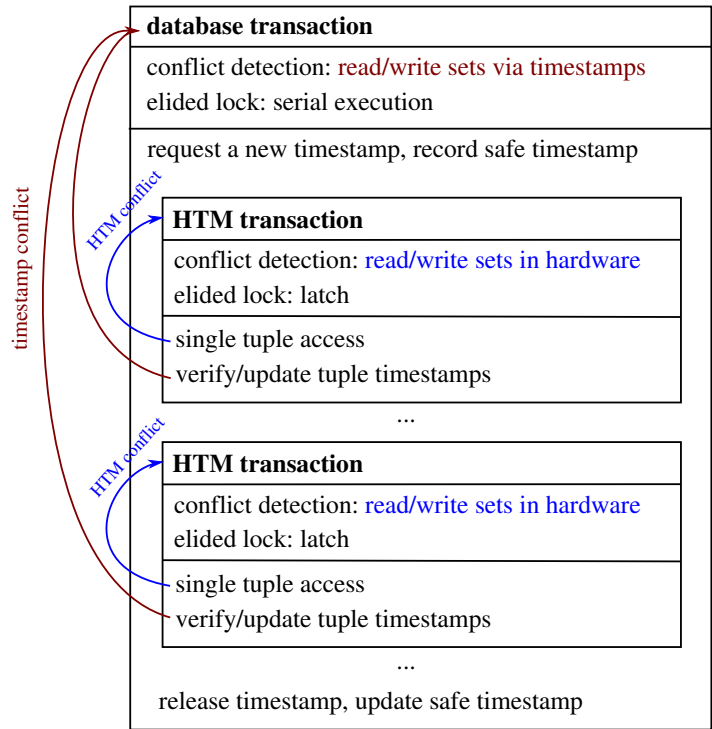 database transaction
conflict detection: read/write sets via timestamps
elided lock: serial execution
request a new timestamp, record safe timestamp
timestamp conflict
HTM conflict
HTM transaction
conflict detection: read/write sets in hardware
elided lock: latch
single tuple access
verify/update tuple timestamps
...
HTM conflict
HTM transaction
conflict detection: read/write sets in hardware
elided lock: latch
single tuple access
verify/update tuple timestamps
...
release timestamp, update safe timestamp